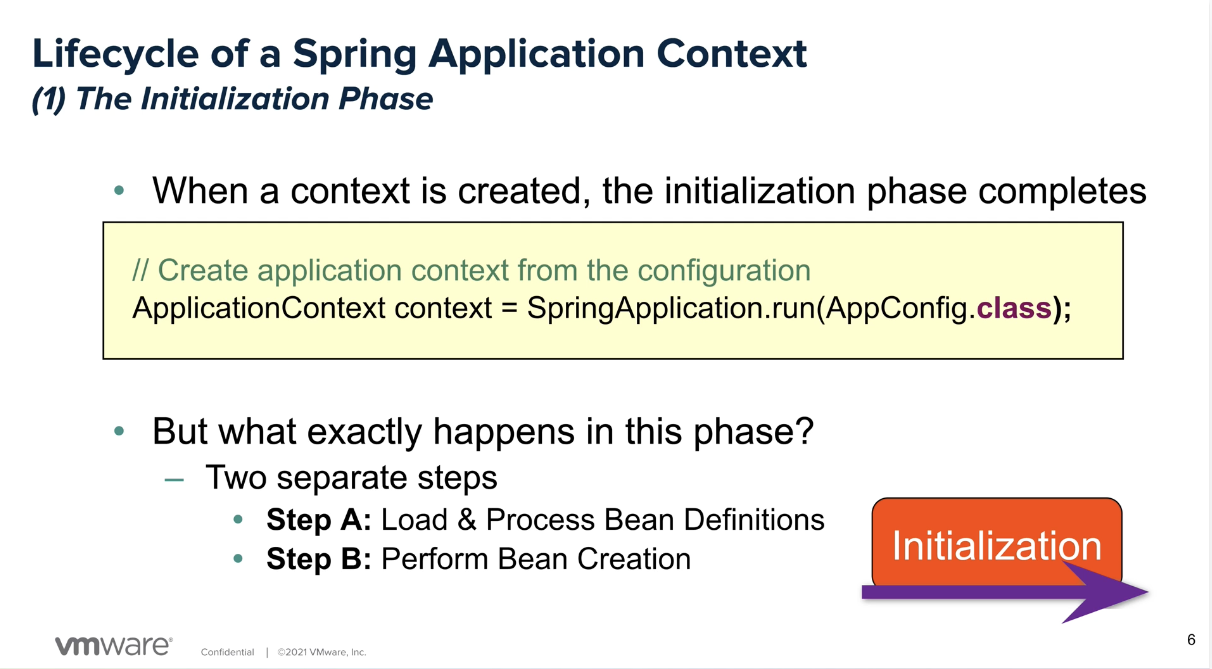 Lifecycle of a Spring Application Context
(1) The Initialization Phase
• When a context is created, the initialization phase completes
// Create application context from the configuration
ApplicationContext context = SpringApplication.run(AppConfig.class);
• But what exactly happens in this phase?
– Two separate steps
• Step A: Load & Process Bean Definitions
• Step B: Perform Bean Creation
Initialization
vmware®
Confidential | ©2021 VMware, Inc.
6